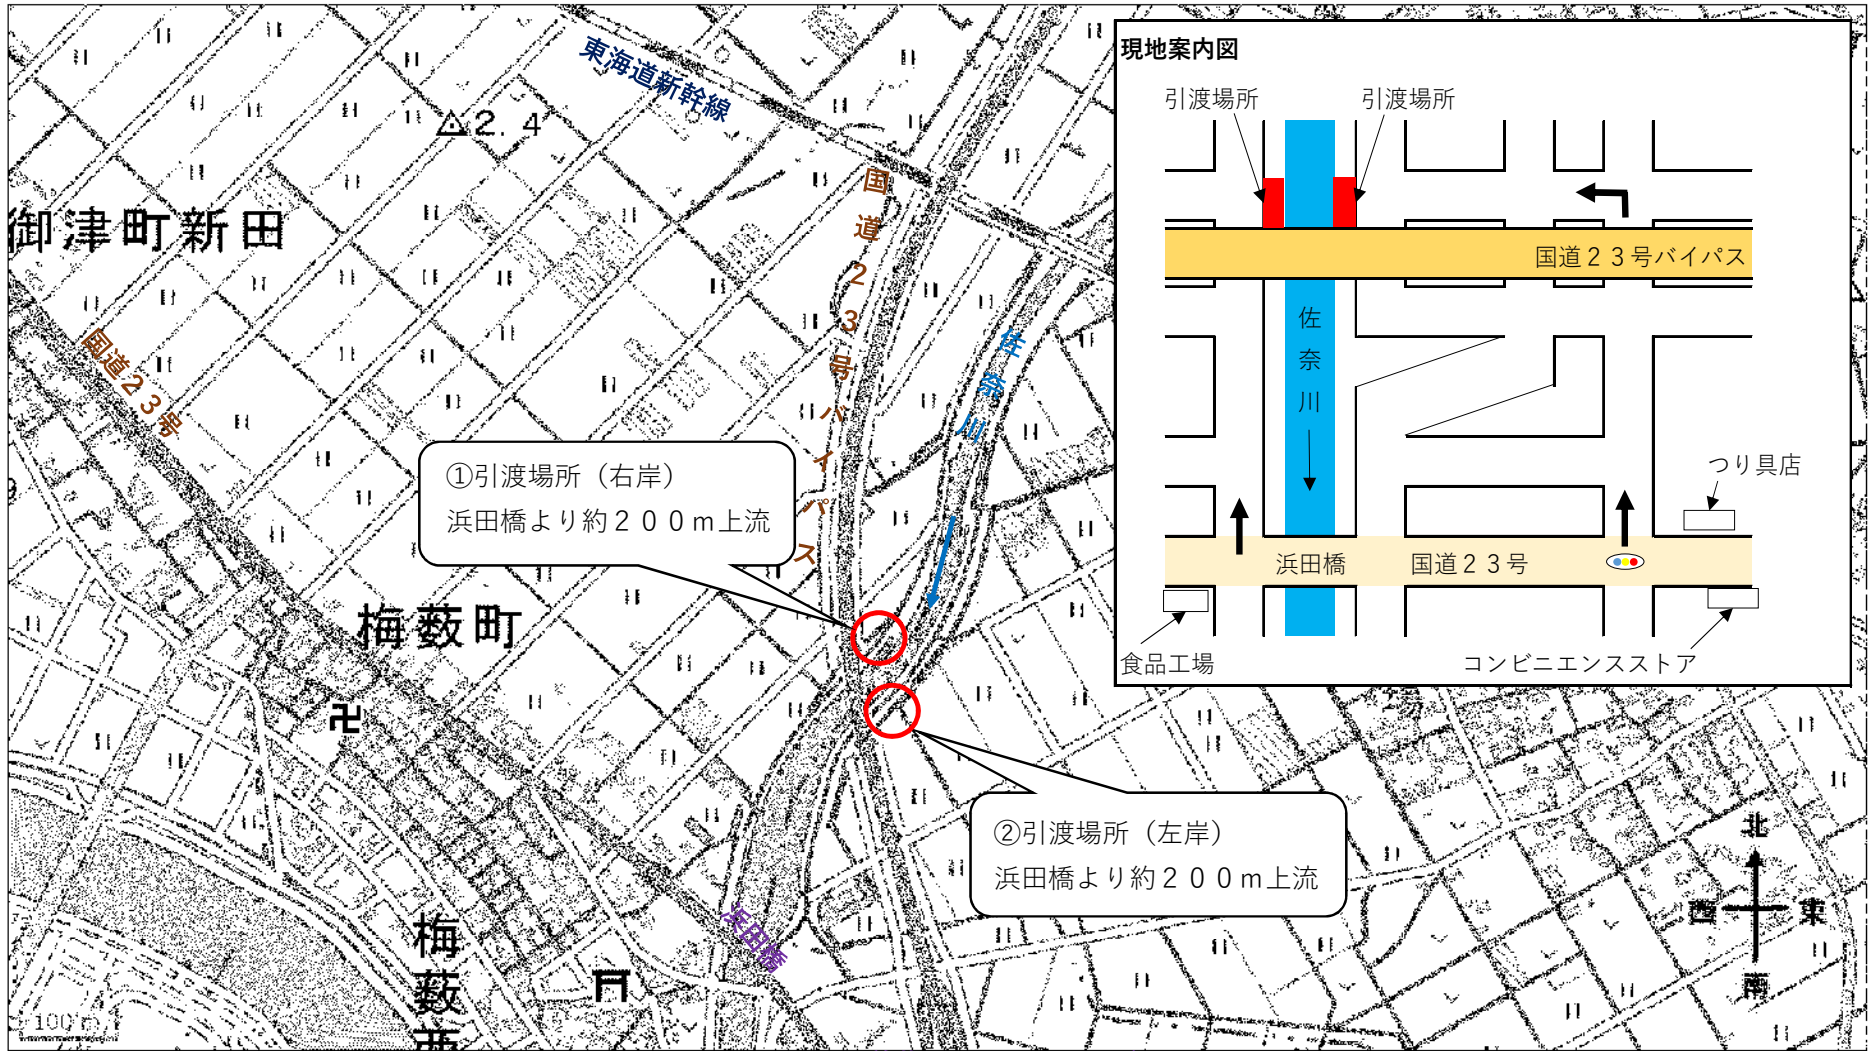 東海道新幹線
2.4
御津町新田
国道23号バイパス
国道23号
佐奈川
①引渡場所（右岸）
浜田橋より約200m上流
梅薮町
②引渡場所（左岸）
浜田橋より約200m上流
浜田橋
梅薮西
100m
北
西
東
南
現地案内図
引渡場所
引渡場所
国道23号バイパス
佐奈川
つり具店
浜田橋
国道23号
食品工場
コンビニエンスストア